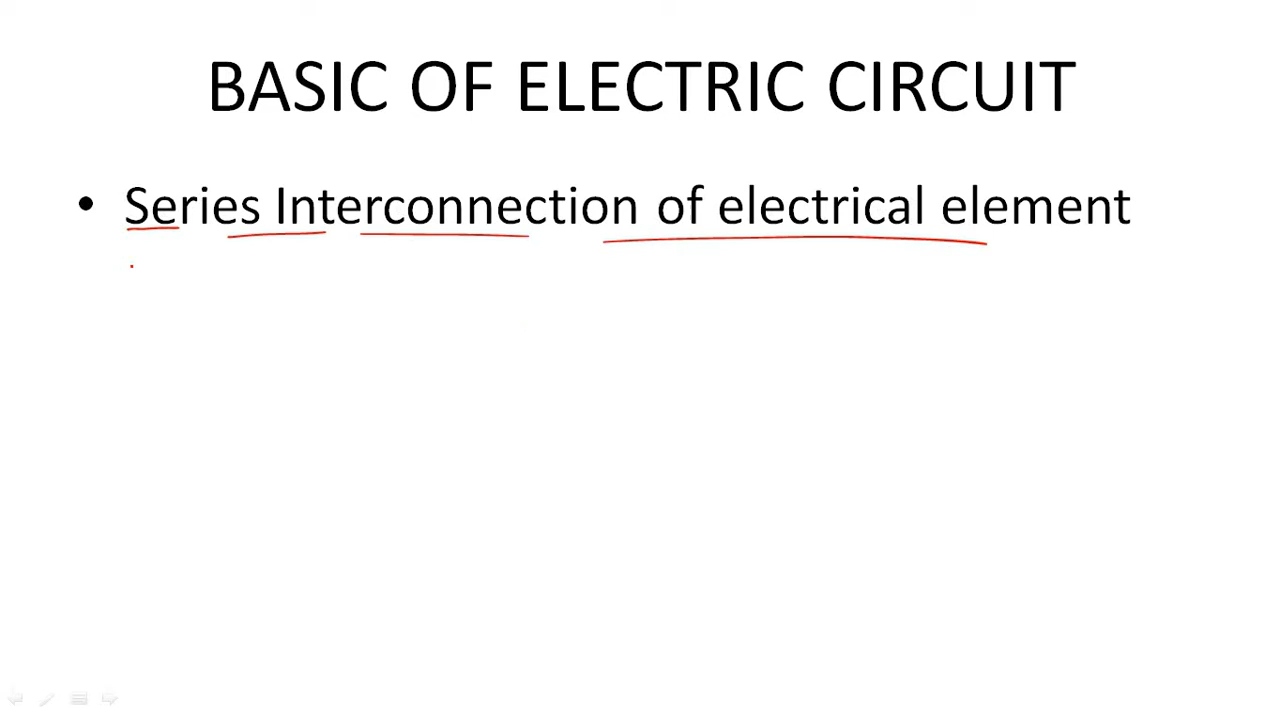 BASIC OF ELECTRIC CIRCUIT
• Series Interconnection of electrical element